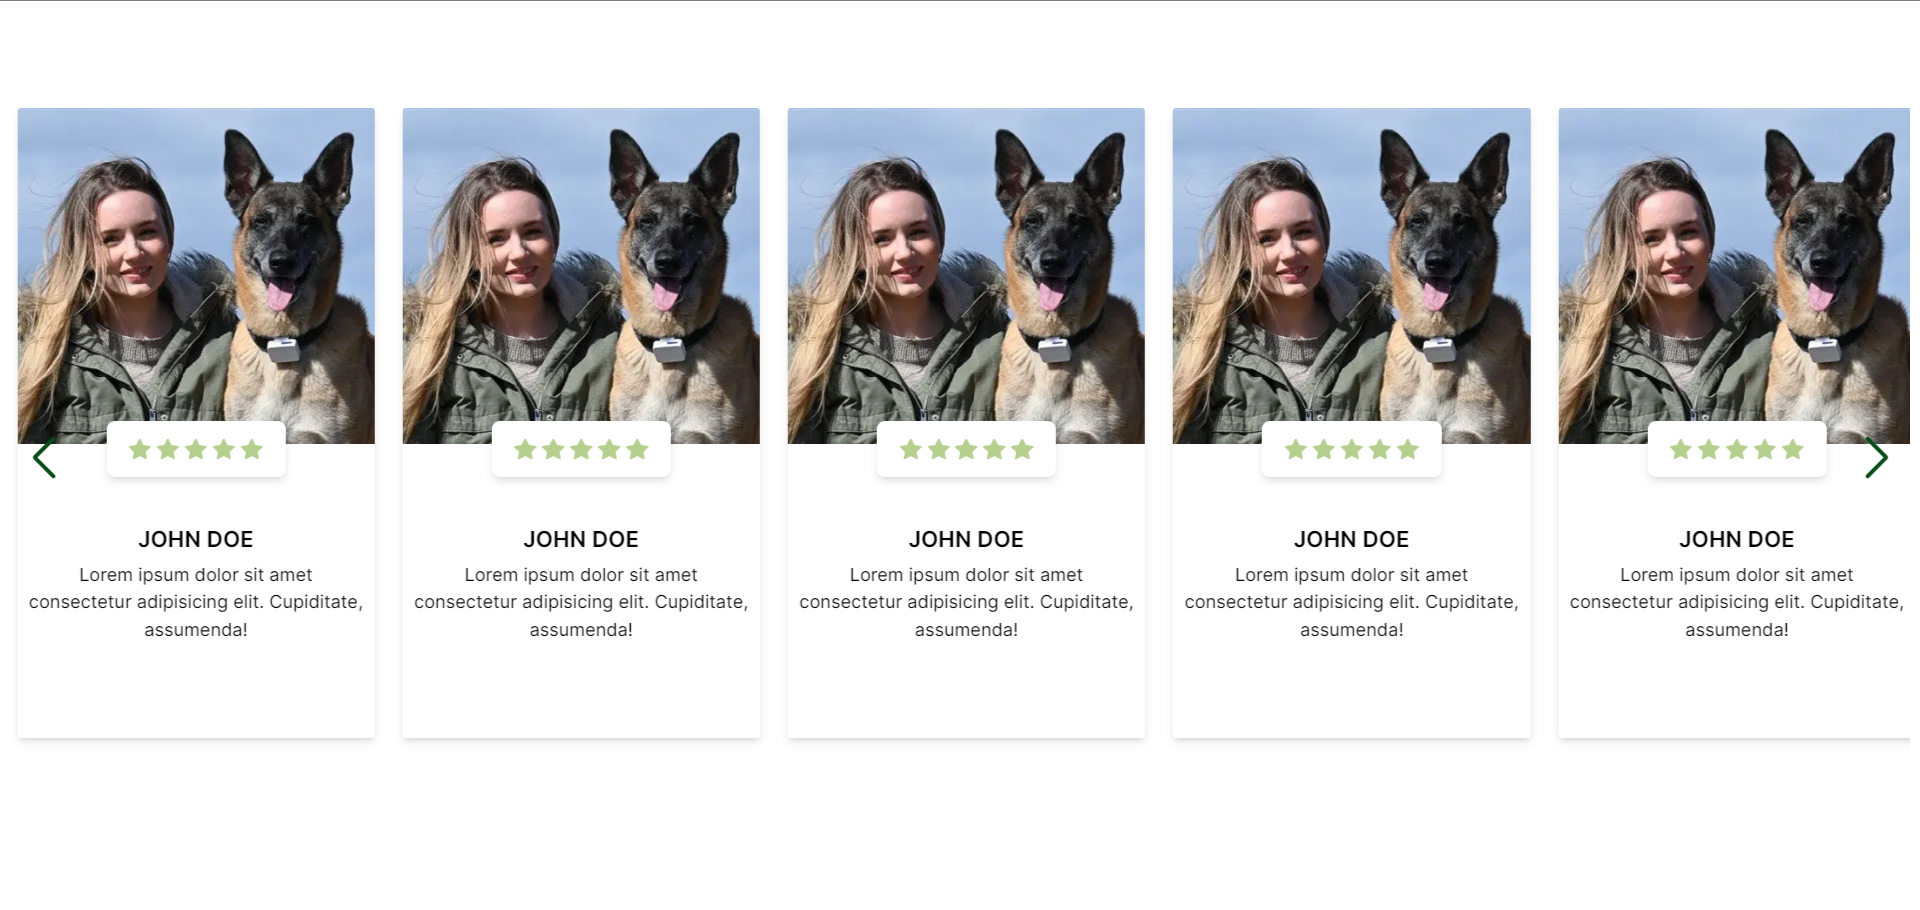 JOHN DOE
Lorem ipsum dolor sit amet
consectetur adipisicing elit. Cupiditate,
assumenda!
JOHN DOE
Lorem ipsum dolor sit amet
consectetur adipisicing elit. Cupiditate,
assumenda!
JOHN DOE
Lorem ipsum dolor sit amet
consectetur adipisicing elit. Cupiditate,
assumenda!
JOHN DOE
Lorem ipsum dolor sit amet
consectetur adipisicing elit. Cupiditate,
assumenda!
JOHN DOE
Lorem ipsum dolor sit amet
consectetur adipisicing elit. Cupiditate,
assumenda!